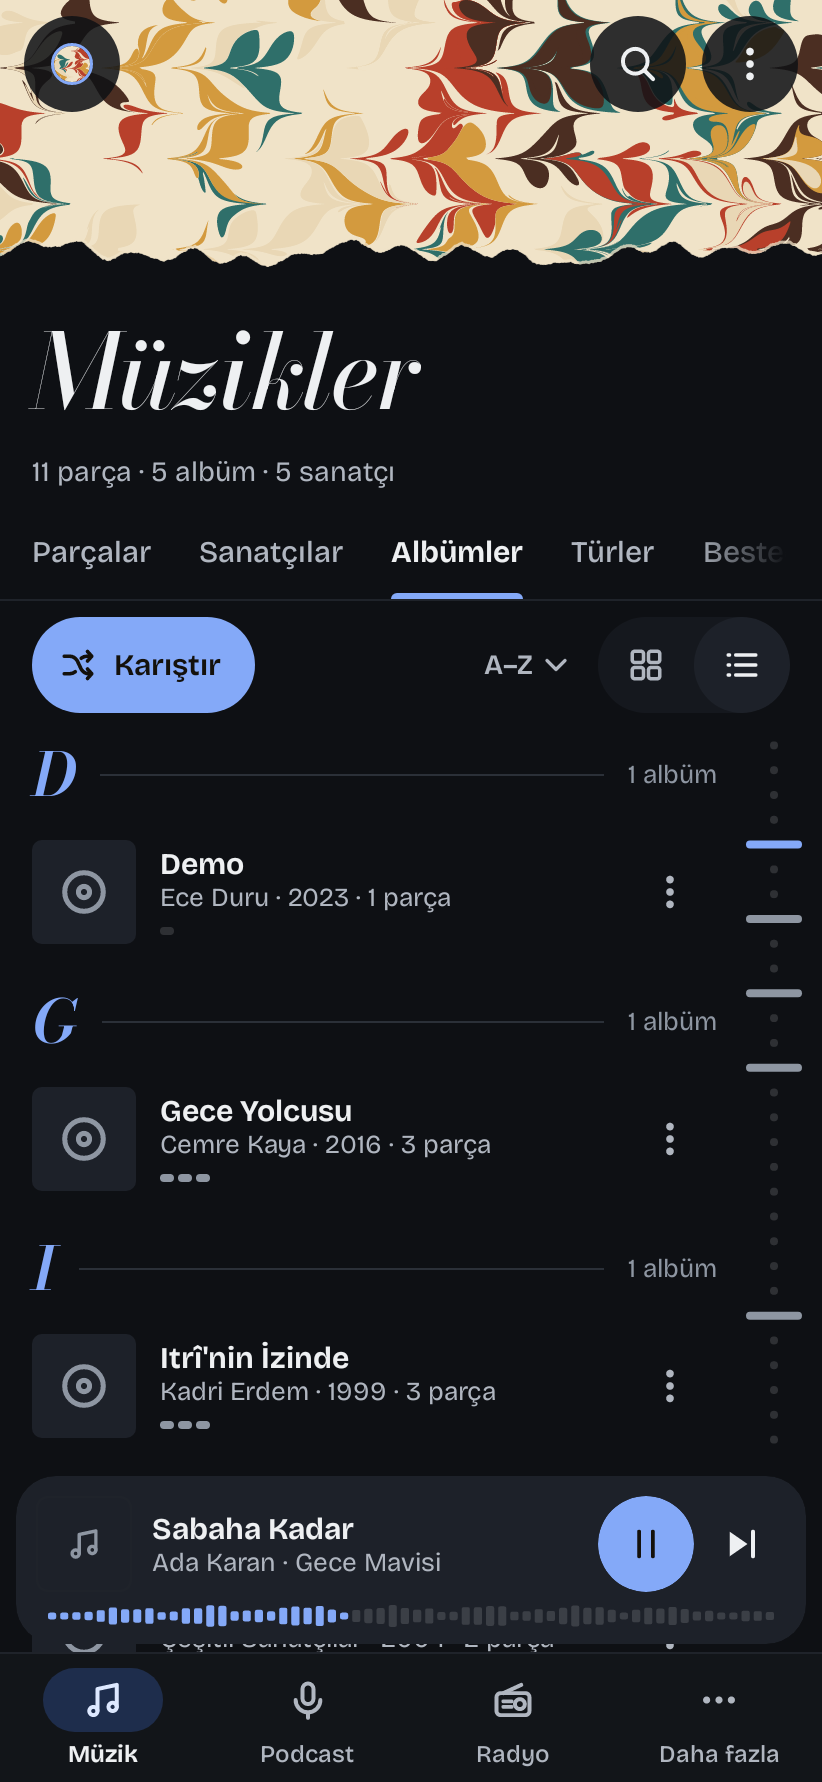 Müzikler
11 parça · 5 albüm · 5 sanatçı
Parçalar Sanatçılar Albümler Türler Beste
Karıştır A–Z
D 1 albüm
Demo
Ece Duru · 2023 · 1 parça
G 1 albüm
Gece Yolcusu
Cemre Kaya · 2016 · 3 parça
I 1 albüm
Itrî'nin İzinde
Kadri Erdem · 1999 · 3 parça
Sabaha Kadar
Ada Karan · Gece Mavisi
Müzik Podcast Radyo Daha fazla